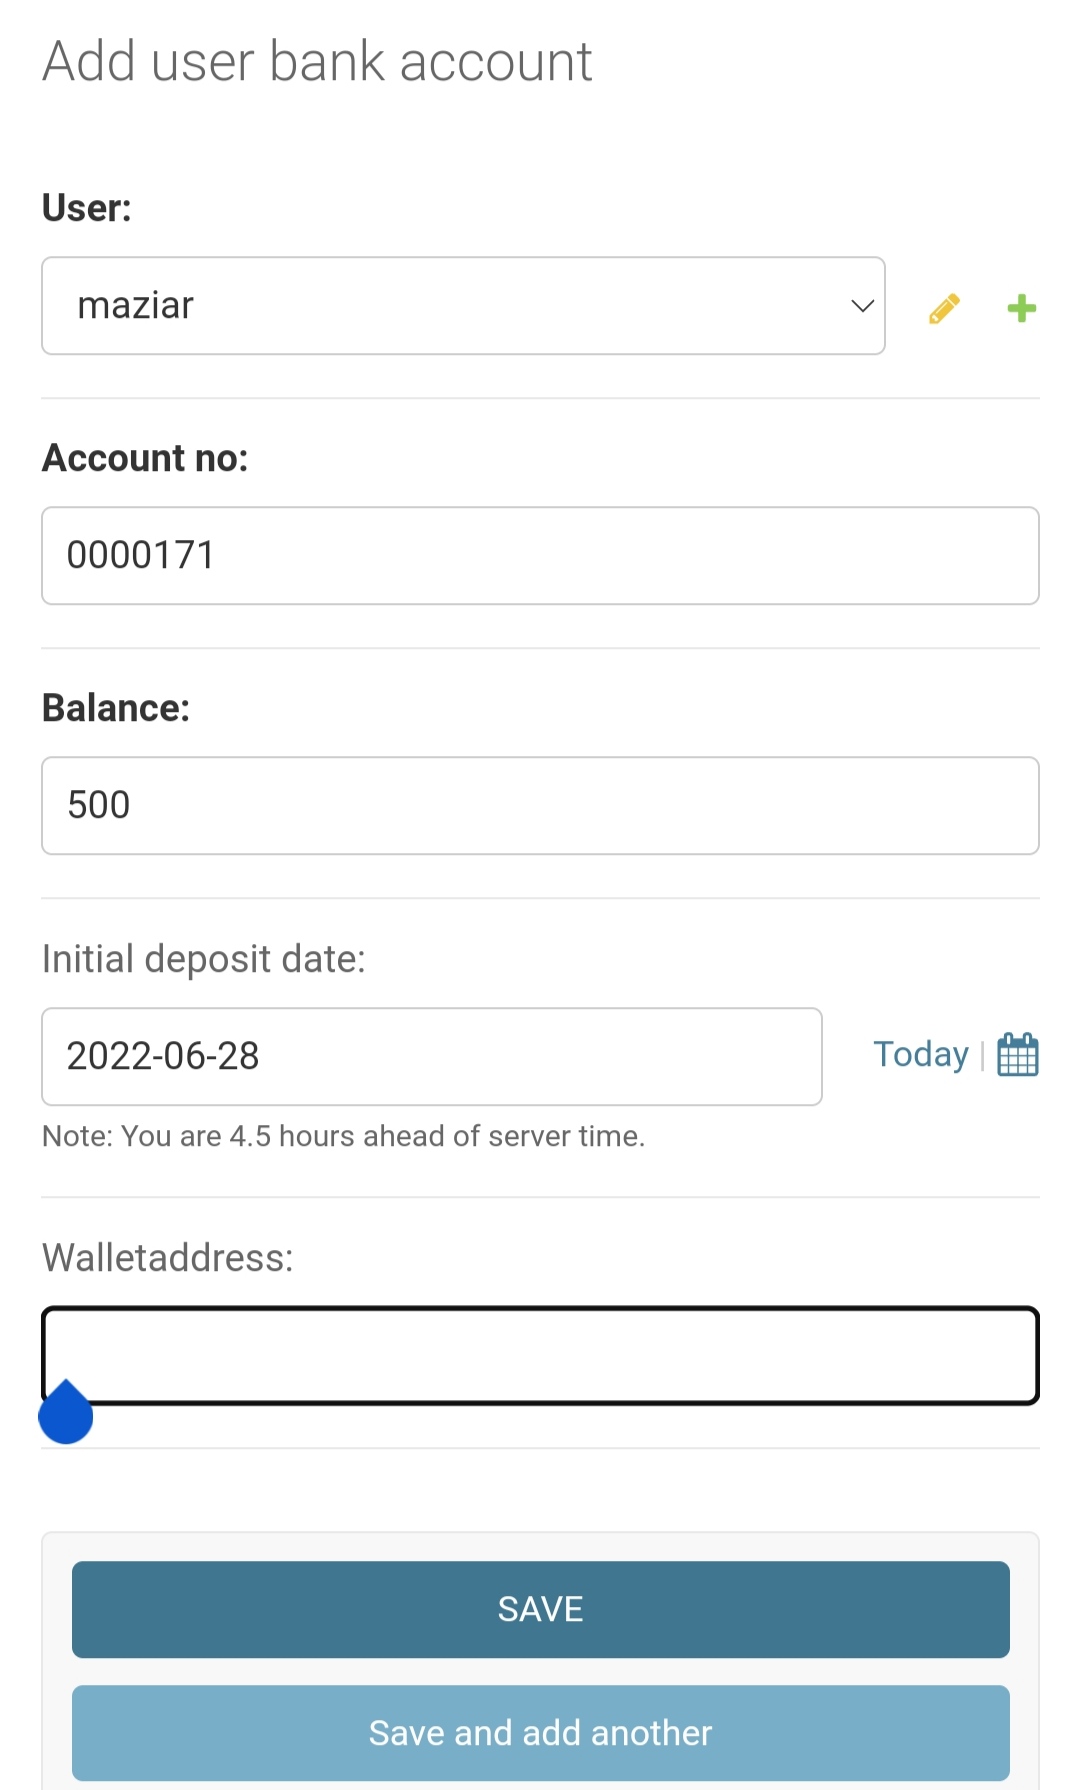 Add user bank account
User:
maziar
Account no:
0000171
Balance:
500
Initial deposit date:
2022-06-28
Today |
Note: You are 4.5 hours ahead of server time.
Walletaddress:
SAVE
Save and add another